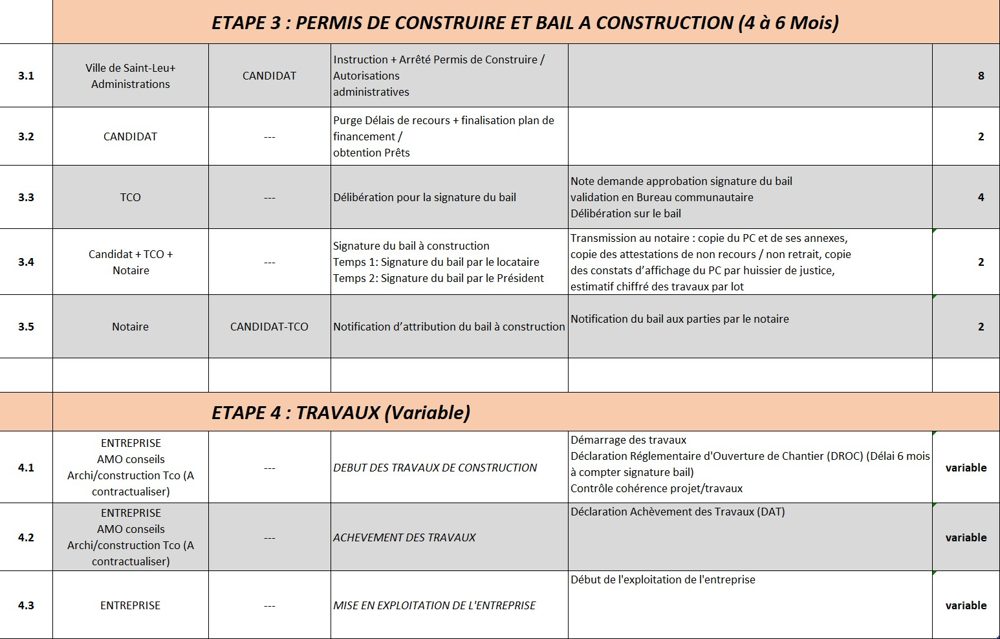 ETAPE 3 : PERMIS DE CONSTRUIRE ET BAIL A CONSTRUCTION (4 à 6 Mois)
3.1
Ville de Saint-Leu+
Administrations
CANDIDAT
Instruction + Arrêté Permis de Construire /
Autorisations
administratives
8
3.2
CANDIDAT
---
Purge Délais de recours + finalisation plan de
financement /
obtention Prêts
2
3.3
TCO
---
Délibération pour la signature du bail
Note demande approbation signature du bail
validation en Bureau communautaire
Délibération sur le bail
4
3.4
Candidat + TCO +
Notaire
---
Signature du bail à construction
Temps 1: Signature du bail par le locataire
Temps 2: Signature du bail par le Président
Transmission au notaire : copie du PC et de ses annexes,
copie des attestations de non recours / non retrait, copie
des constats d’affichage du PC par huissier de justice,
estimatif chiffré des travaux par lot
2
3.5
Notaire
CANDIDAT-TCO
Notification d’attribution du bail à construction
Notification du bail aux parties par le notaire
2
ETAPE 4 : TRAVAUX (Variable)
4.1
ENTREPRISE
AMO conseils
Archi/construction Tco (A
contractualiser)
---
DEBUT DES TRAVAUX DE CONSTRUCTION
Démarrage des travaux
Déclaration Réglementaire d'Ouverture de Chantier (DROC) (Délai 6 mois
à compter signature bail)
Contrôle cohérence projet/travaux
variable
4.2
ENTREPRISE
AMO conseils
Archi/construction Tco (A
contractualiser)
---
ACHEVEMENT DES TRAVAUX
Déclaration Achèvement des Travaux (DAT)
variable
4.3
ENTREPRISE
---
MISE EN EXPLOITATION DE L'ENTREPRISE
Début de l'exploitation de l'entreprise
variable